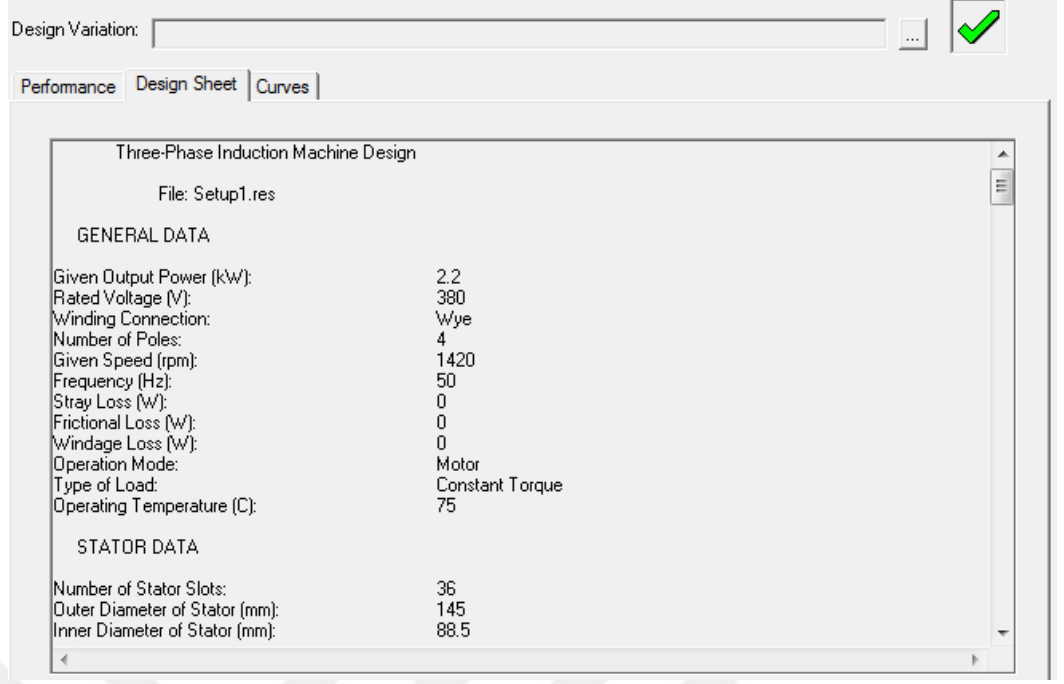 Design Variation:
...
Performance Design Sheet Curves
Three-Phase Induction Machine Design
File: Setup1.res
GENERAL DATA
Given Output Power (kW): 2.2
Rated Voltage (V): 380
Winding Connection: Wye
Number of Poles: 4
Given Speed (rpm): 1420
Frequency (Hz): 50
Stray Loss (W): 0
Frictional Loss (W): 0
Windage Loss (W): 0
Operation Mode: Motor
Type of Load: Constant Torque
Operating Temperature (C): 75
STATOR DATA
Number of Stator Slots: 36
Outer Diameter of Stator (mm): 145
Inner Diameter of Stator (mm): 88.5